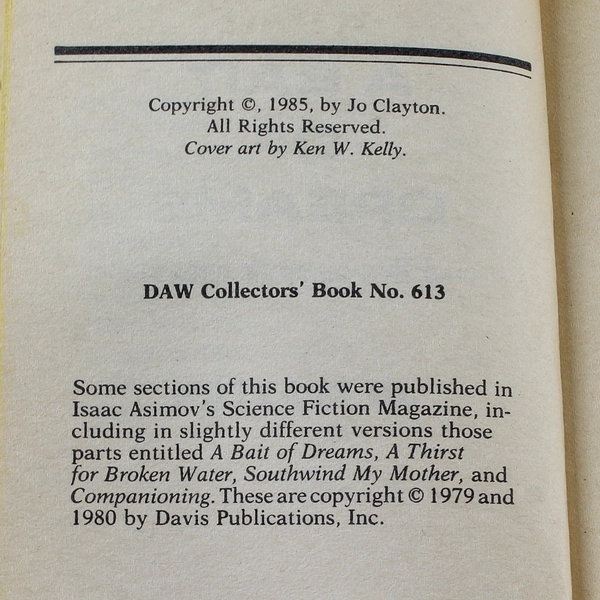 Copyright ©, 1985, by Jo Clayton.
All Rights Reserved.
Cover art by Ken W. Kelly.
DAW Collectors' Book No. 613
Some sections of this book were published in
Isaac Asimov's Science Fiction Magazine, in-
cluding in slightly different versions those
parts entitled A Bait of Dreams, A Thirst
for Broken Water, Southwind My Mother, and
Companioning. These are copyright © 1979 and
1980 by Davis Publications, Inc.